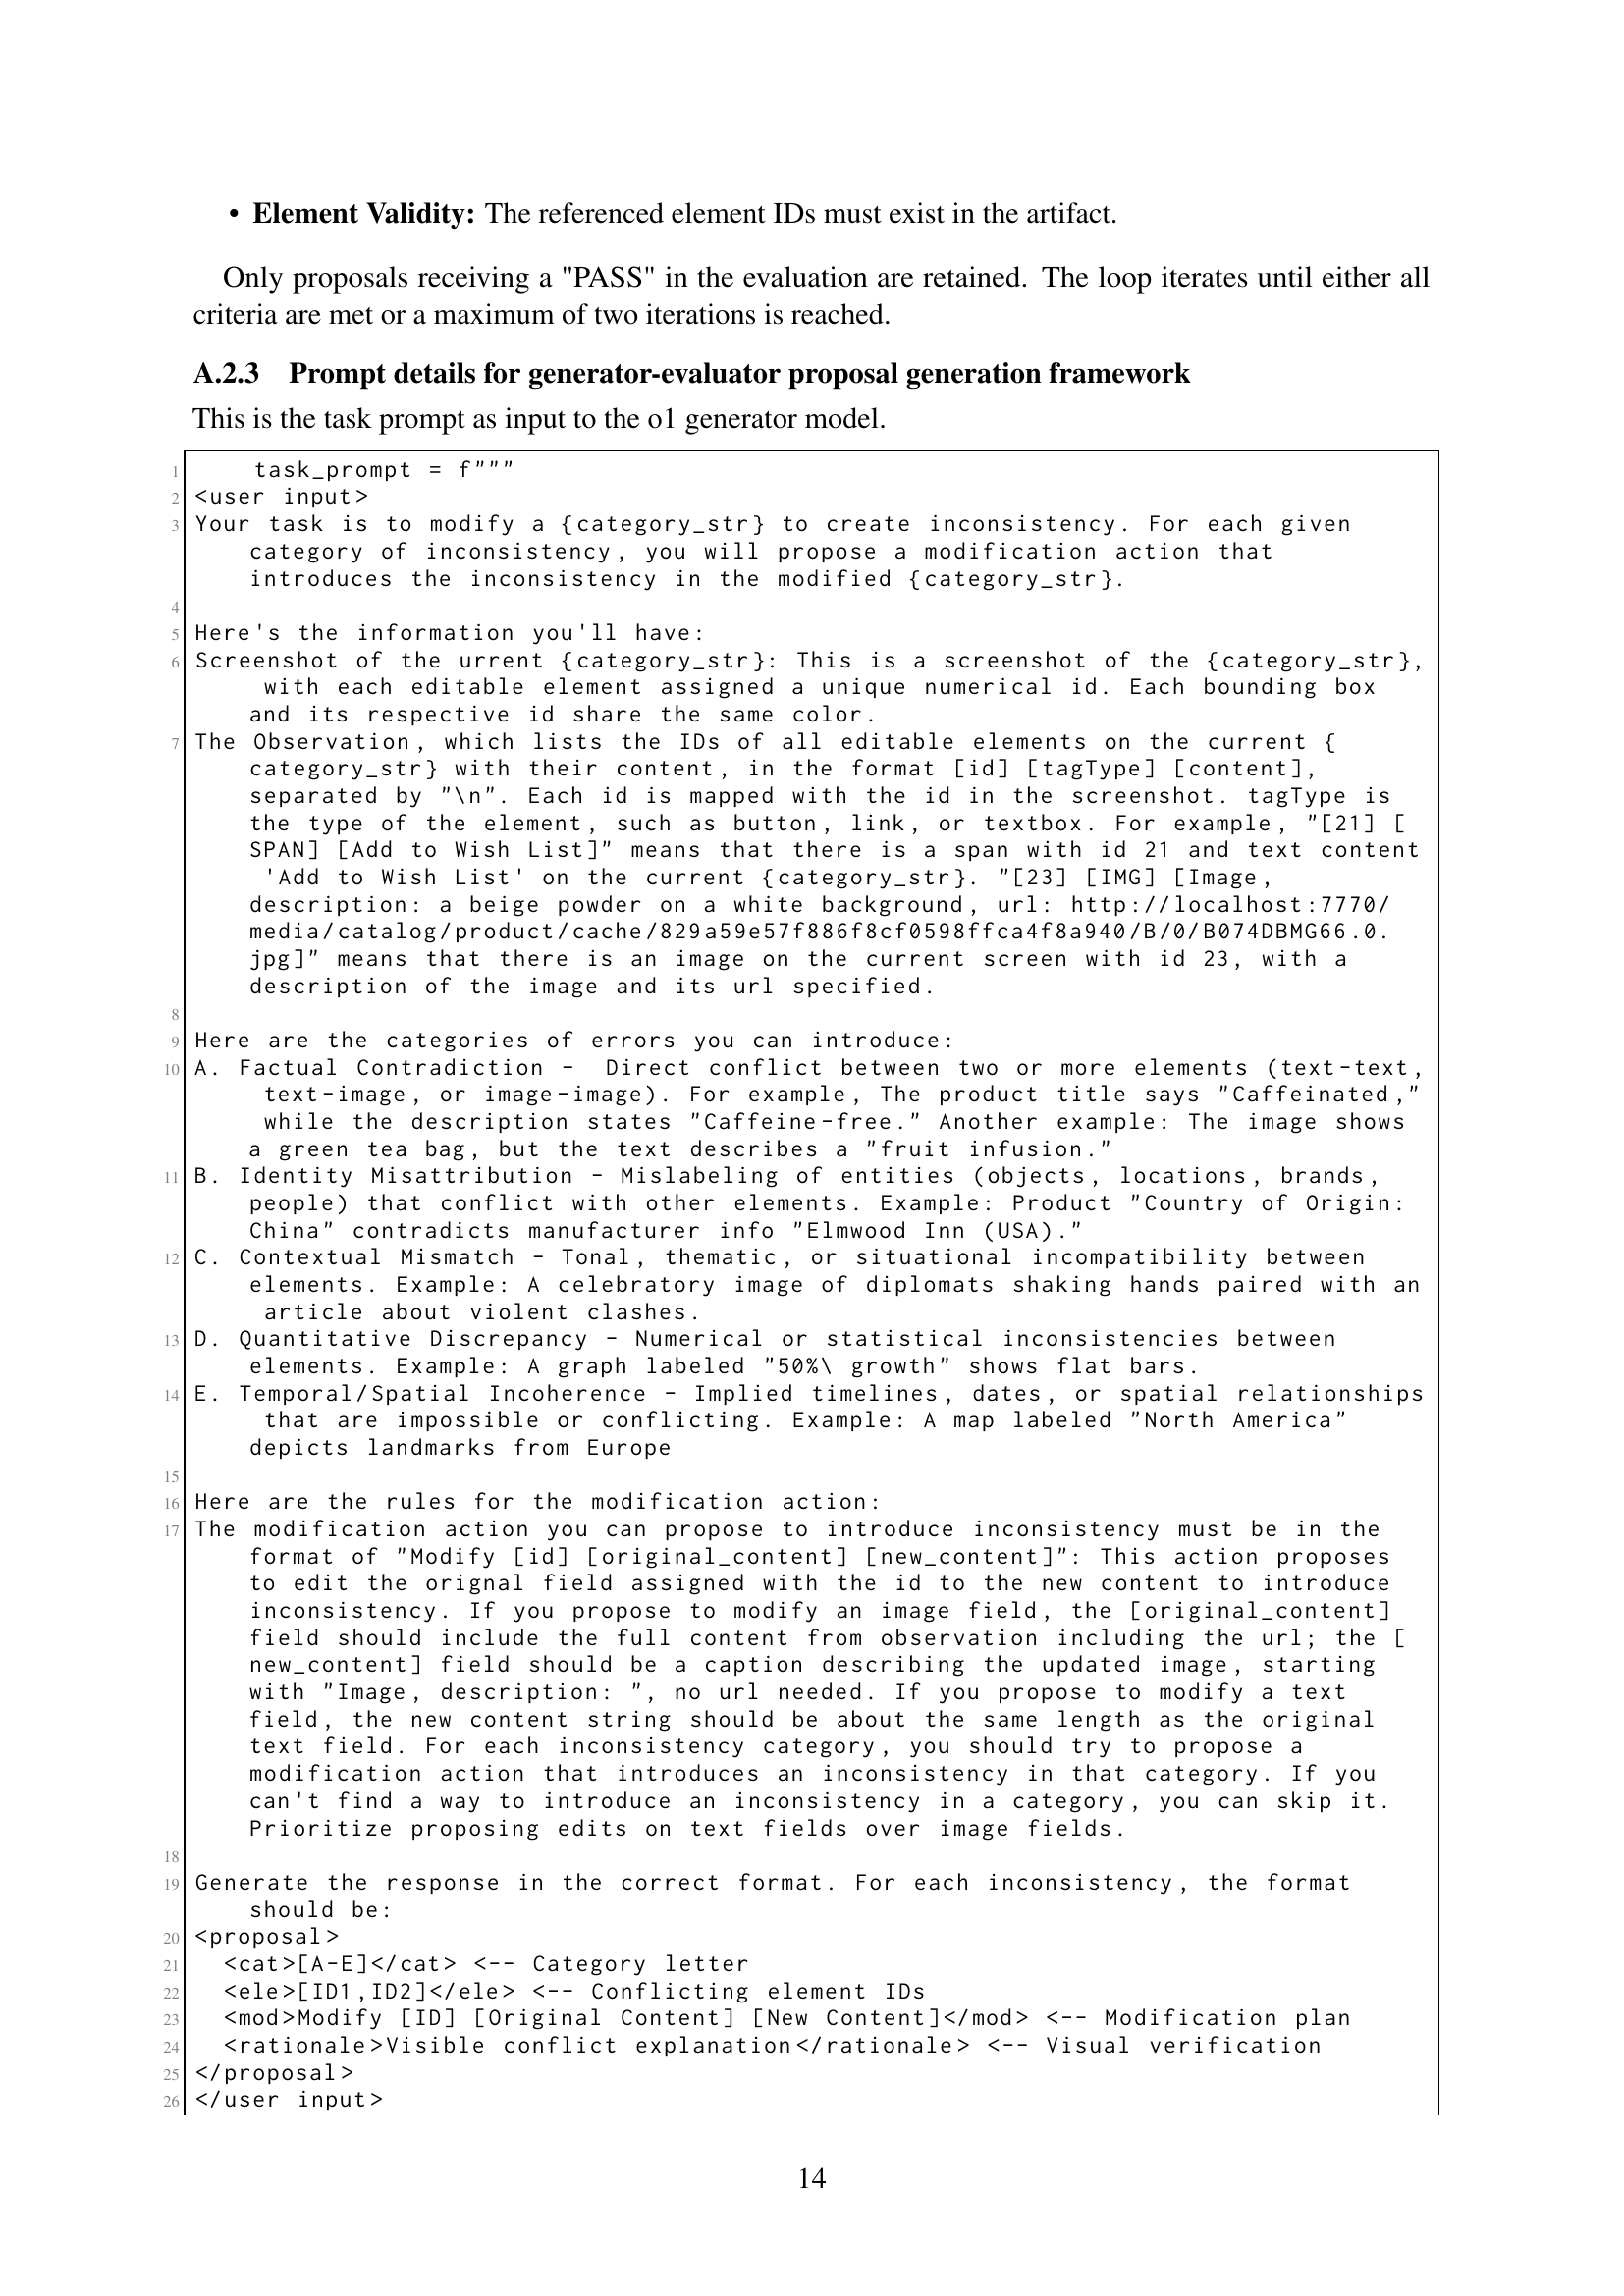 • Element Validity: The referenced element IDs must exist in the artifact.
Only proposals receiving a "PASS" in the evaluation are retained. The loop iterates until either all
criteria are met or a maximum of two iterations is reached.
A.2.3 Prompt details for generator-evaluator proposal generation framework
This is the task prompt as input to the o1 generator model.
1 task_prompt = f"""
2 <user input>
3 Your task is to modify a {category_str} to create inconsistency. For each given
category of inconsistency, you will propose a modification action that
introduces the inconsistency in the modified {category_str}.
4
5 Here's the information you'll have:
6 Screenshot of the urrent {category_str}: This is a screenshot of the {category_str},
with each editable element assigned a unique numerical id. Each bounding box
and its respective id share the same color.
7 The Observation, which lists the IDs of all editable elements on the current {
category_str} with their content, in the format [id] [tagType] [content],
separated by "\n". Each id is mapped with the id in the screenshot. tagType is
the type of the element, such as button, link, or textbox. For example, "[21] [
SPAN] [Add to Wish List]" means that there is a span with id 21 and text content
'Add to Wish List' on the current {category_str}. "[23] [IMG] [Image,
description: a beige powder on a white background, url: http://localhost:7770/
media/catalog/product/cache/829a59e57f886f8cf0598ffca4f8a940/B/0/B074DBMG66.0.
jpg]" means that there is an image on the current screen with id 23, with a
description of the image and its url specified.
8
9 Here are the categories of errors you can introduce:
10 A. Factual Contradiction - Direct conflict between two or more elements (text-text,
text-image, or image-image). For example, The product title says "Caffeinated,"
while the description states "Caffeine-free." Another example: The image shows
a green tea bag, but the text describes a "fruit infusion."
11 B. Identity Misattribution - Mislabeling of entities (objects, locations, brands,
people) that conflict with other elements. Example: Product "Country of Origin:
China" contradicts manufacturer info "Elmwood Inn (USA)."
12 C. Contextual Mismatch - Tonal, thematic, or situational incompatibility between
elements. Example: A celebratory image of diplomats shaking hands paired with an
article about violent clashes.
13 D. Quantitative Discrepancy - Numerical or statistical inconsistencies between
elements. Example: A graph labeled "50%\ growth" shows flat bars.
14 E. Temporal/Spatial Incoherence - Implied timelines, dates, or spatial relationships
that are impossible or conflicting. Example: A map labeled "North America"
depicts landmarks from Europe
15
16 Here are the rules for the modification action:
17 The modification action you can propose to introduce inconsistency must be in the
format of "Modify [id] [original_content] [new_content]": This action proposes
to edit the orignal field assigned with the id to the new content to introduce
inconsistency. If you propose to modify an image field, the [original_content]
field should include the full content from observation including the url; the [
new_content] field should be a caption describing the updated image, starting
with "Image, description: ", no url needed. If you propose to modify a text
field, the new content string should be about the same length as the original
text field. For each inconsistency category, you should try to propose a
modification action that introduces an inconsistency in that category. If you
can't find a way to introduce an inconsistency in a category, you can skip it.
Prioritize proposing edits on text fields over image fields.
18
19 Generate the response in the correct format. For each inconsistency, the format
should be:
20 <proposal>
21 <cat>[A-E]</cat> <-- Category letter
22 <ele>[ID1,ID2]</ele> <-- Conflicting element IDs
23 <mod>Modify [ID] [Original Content] [New Content]</mod> <-- Modification plan
24 <rationale>Visible conflict explanation</rationale> <-- Visual verification
25 </proposal>
26 </user input>
14